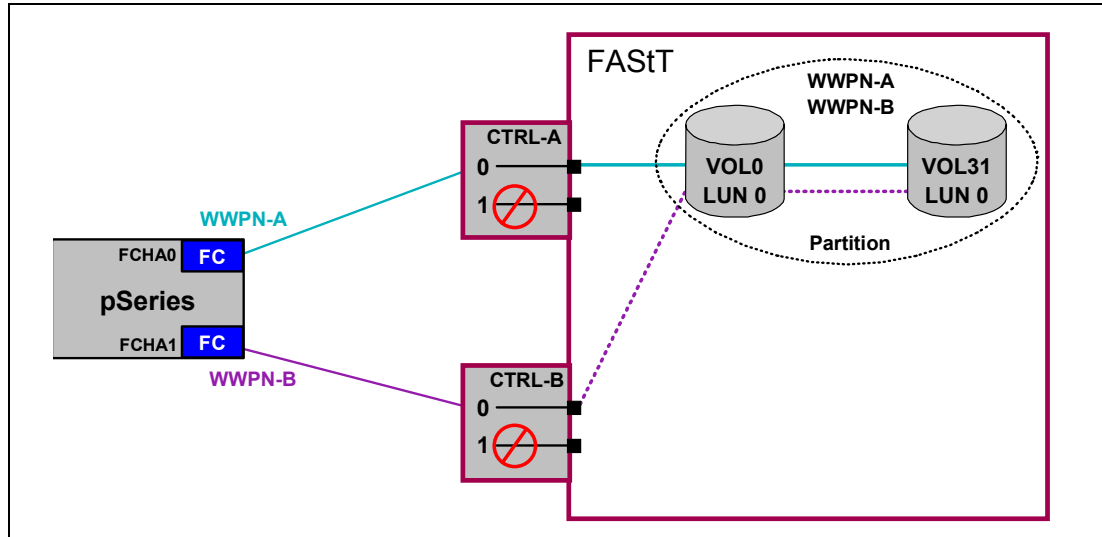 FAStT
WWPN-A
WWPN-B
CTRL-A
0
VOL0
VOL31
1
LUN 0
LUN 0
WWPN-A
FCHA0
FC
Partition
pSeries
FCHA1
FC
WWPN-B
CTRL-B
0
1